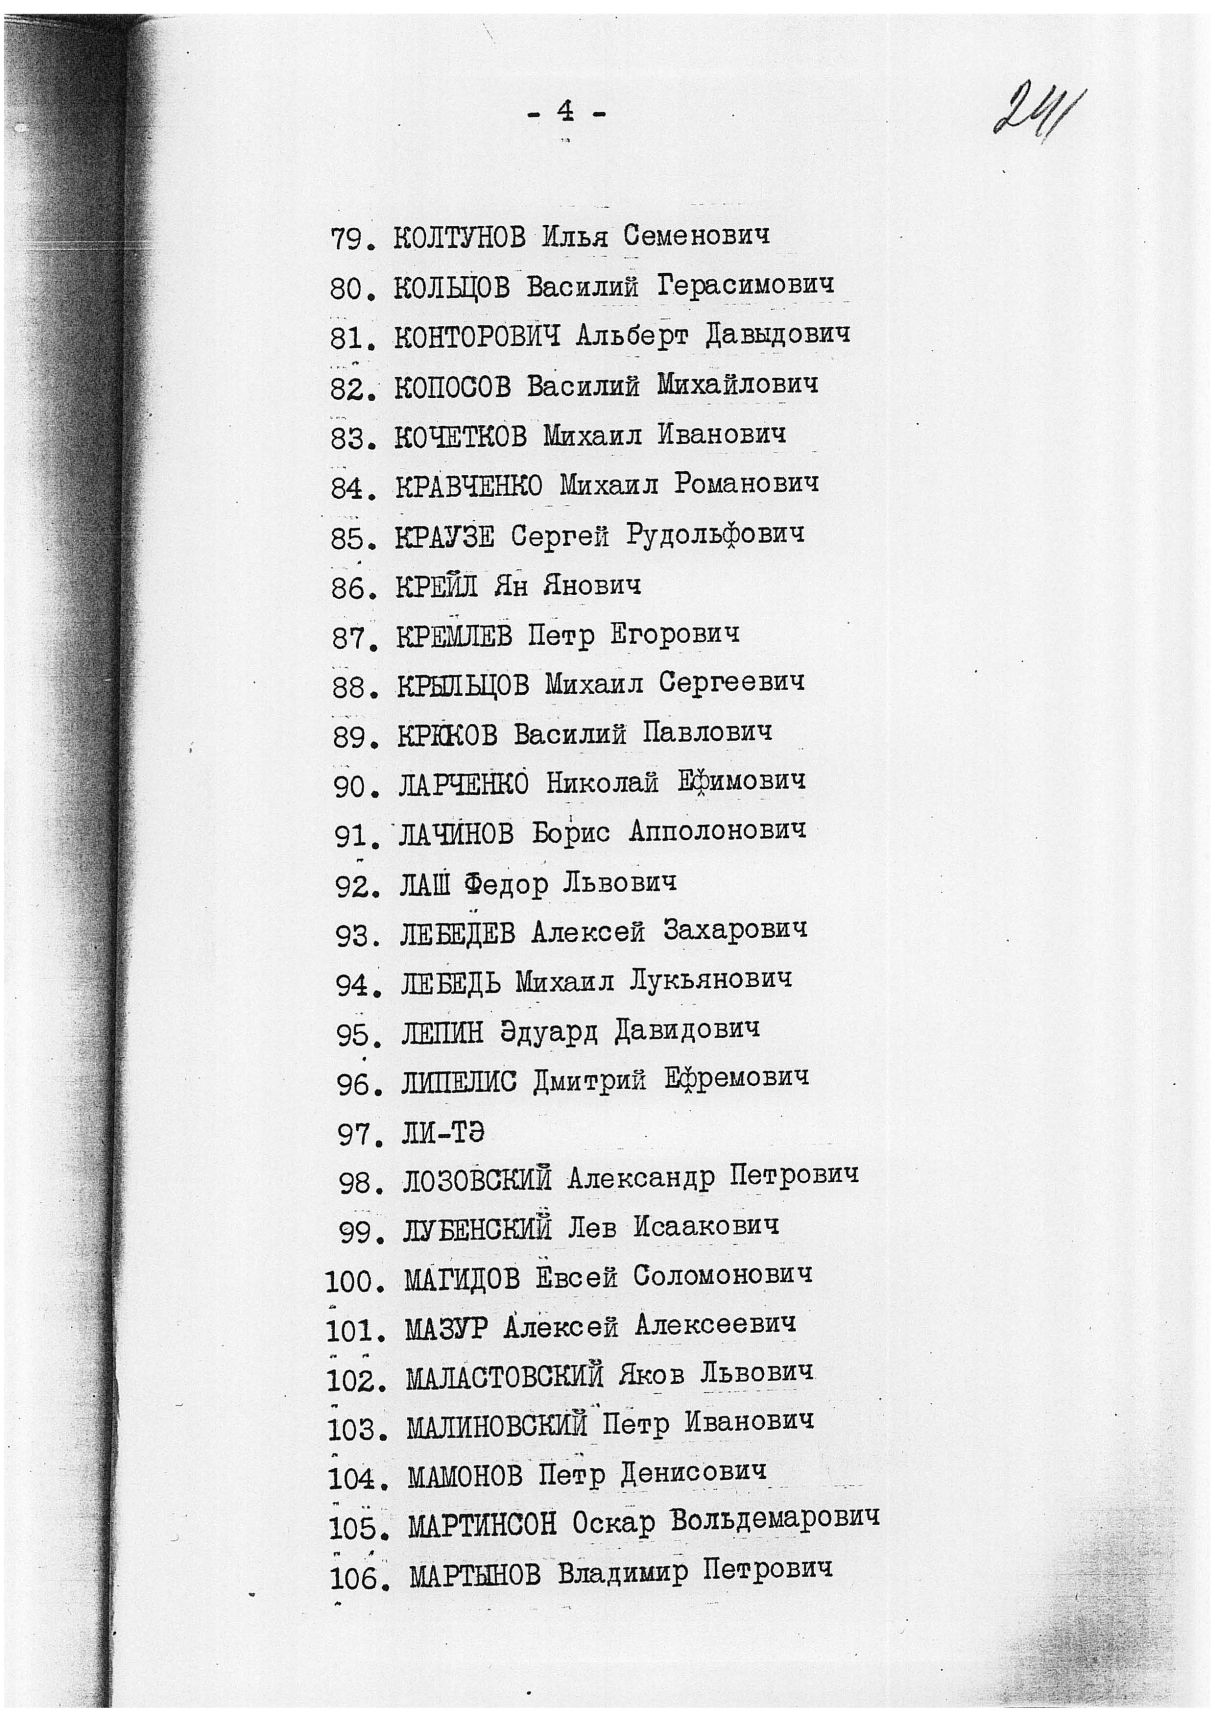 - 4 -
241
79. КОЛТУНОВ Илья Семенович
80. КОЛЬЦОВ Василий Герасимович
81. КОНТОРОВИЧ Альберт Давыдович
82. КОПОСОВ Василий Михайлович
83. КОЧЕТКОВ Михаил Иванович
84. КРАВЧЕНКО Михаил Романович
85. КРАУЗЕ Сергей Рудольфович
86. КРЕЙЛ Ян Янович
87. КРЕМЛЕВ Петр Егорович
88. КРЫЛЬЦОВ Михаил Сергеевич
89. КРЮКОВ Василий Павлович
90. ЛАРЧЕНКО Николай Ефимович
91. ЛАЧИНОВ Борис Апполонович
92. ЛАШ Федор Львович
93. ЛЕБЕДЕВ Алексей Захарович
94. ЛЕБЕДЬ Михаил Лукьянович
95. ЛЕПИН Эдуард Давидович
96. ЛИПЕЛИС Дмитрий Ефремович
97. ЛИ-ТЭ
98. ЛОЗОВСКИЙ Александр Петрович
99. ЛУБЕНСКИЙ Лев Исаакович
100. МАГИДОВ Евсей Соломонович
101. МАЗУР Алексей Алексеевич
102. МАЛАСТОВСКИЙ Яков Львович
103. МАЛИНОВСКИЙ Петр Иванович
104. МАМОНОВ Петр Денисович
105. МАРТИНСОН Оскар Вольдемарович
106. МАРТЫНОВ Владимир Петрович